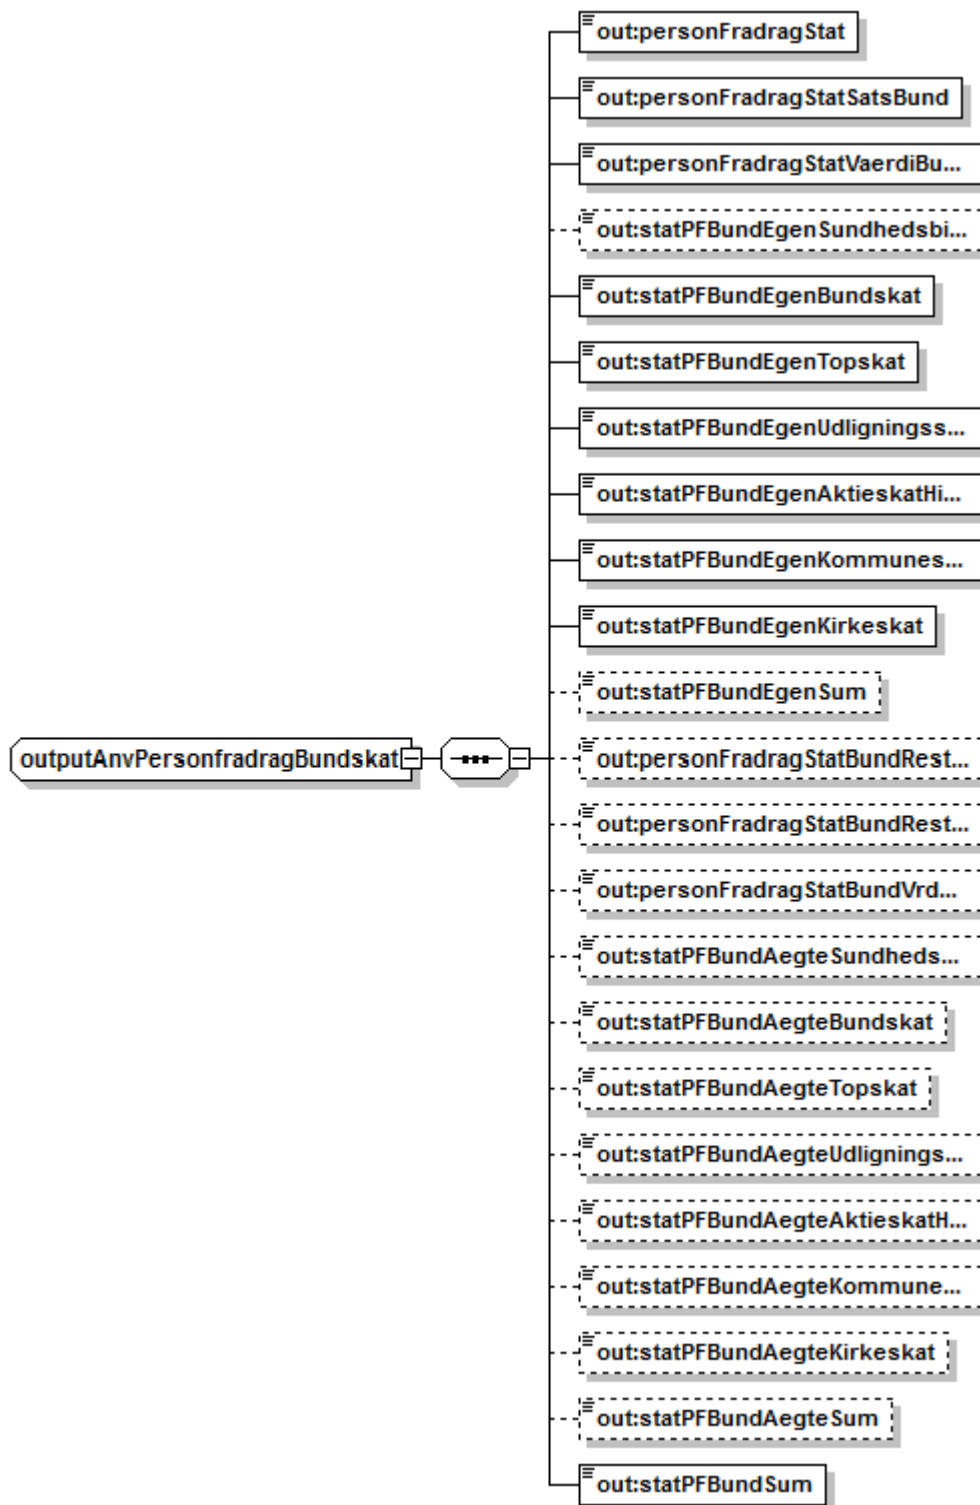 out:personFradragStat
out:personFradragStatSatsBund
out:personFradragStatVaerdiBu...
out:statPFBundEgenSundhedsbi...
out:statPFBundEgenBundskat
out:statPFBundEgenTopskat
out:statPFBundEgenUdligningss...
out:statPFBundEgenAktieskatHi...
out:statPFBundEgenKommunes...
out:statPFBundEgenKirkeskat
out:statPFBundEgenSum
outputAnvPersonfradragBundskat
out:personFradragStatBundRest...
out:personFradragStatBundRest...
out:personFradragStatBundVrd...
out:statPFBundAegteSundheds...
out:statPFBundAegteBundskat
out:statPFBundAegteTopskat
out:statPFBundAegteUdlignings...
out:statPFBundAegteAktieskatH...
out:statPFBundAegteKommune...
out:statPFBundAegteKirkeskat
out:statPFBundAegteSum
out:statPFBundSum